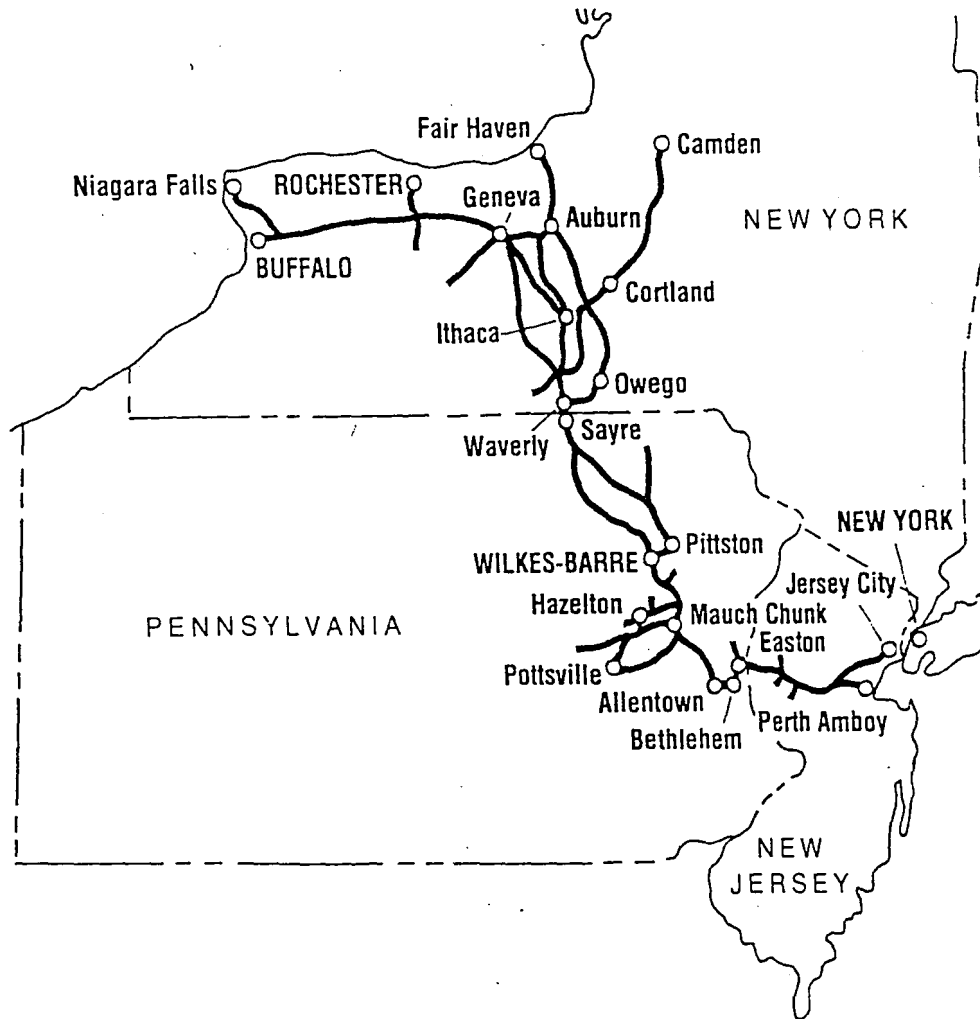 Fair Haven
Camden
Niagara Falls
ROCHESTER
Geneva
Auburn
NEW YORK
BUFFALO
Cortland
Ithaca
Owego
Waverly
Sayre
NEW YORK
Pittston
WILKES-BARRE
Jersey City
Hazelton
Mauch Chunk
Easton
PENNSYLVANIA
Pottsville
Allentown
Perth Amboy
Bethlehem
NEW
JERSEY